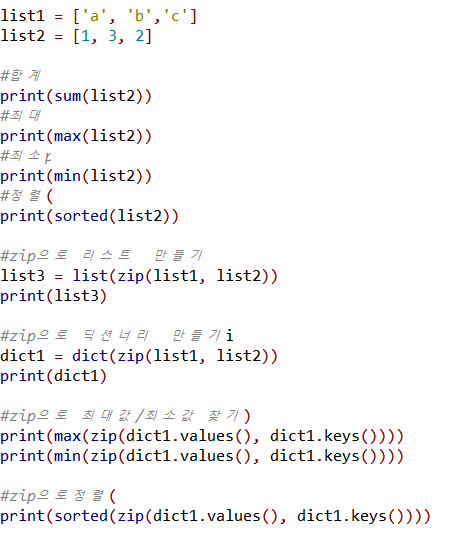 list1 = ['a', 'b','c']
list2 = [1, 3, 2]
#합계
print(sum(list2))
#최대
print(max(list2))
#최소p
print(min(list2))
#정렬(
print(sorted(list2))
#zip으로 리스트 만들기
list3 = list(zip(list1, list2))
print(list3)
#zip으로 딕션너리 만들기i
dict1 = dict(zip(list1, list2))
print(dict1)
#zip으로 최대값/최소값 찾기)
print(max(zip(dict1.values(), dict1.keys())))
print(min(zip(dict1.values(), dict1.keys())))
#zip으로정렬(
print(sorted(zip(dict1.values(), dict1.keys())))